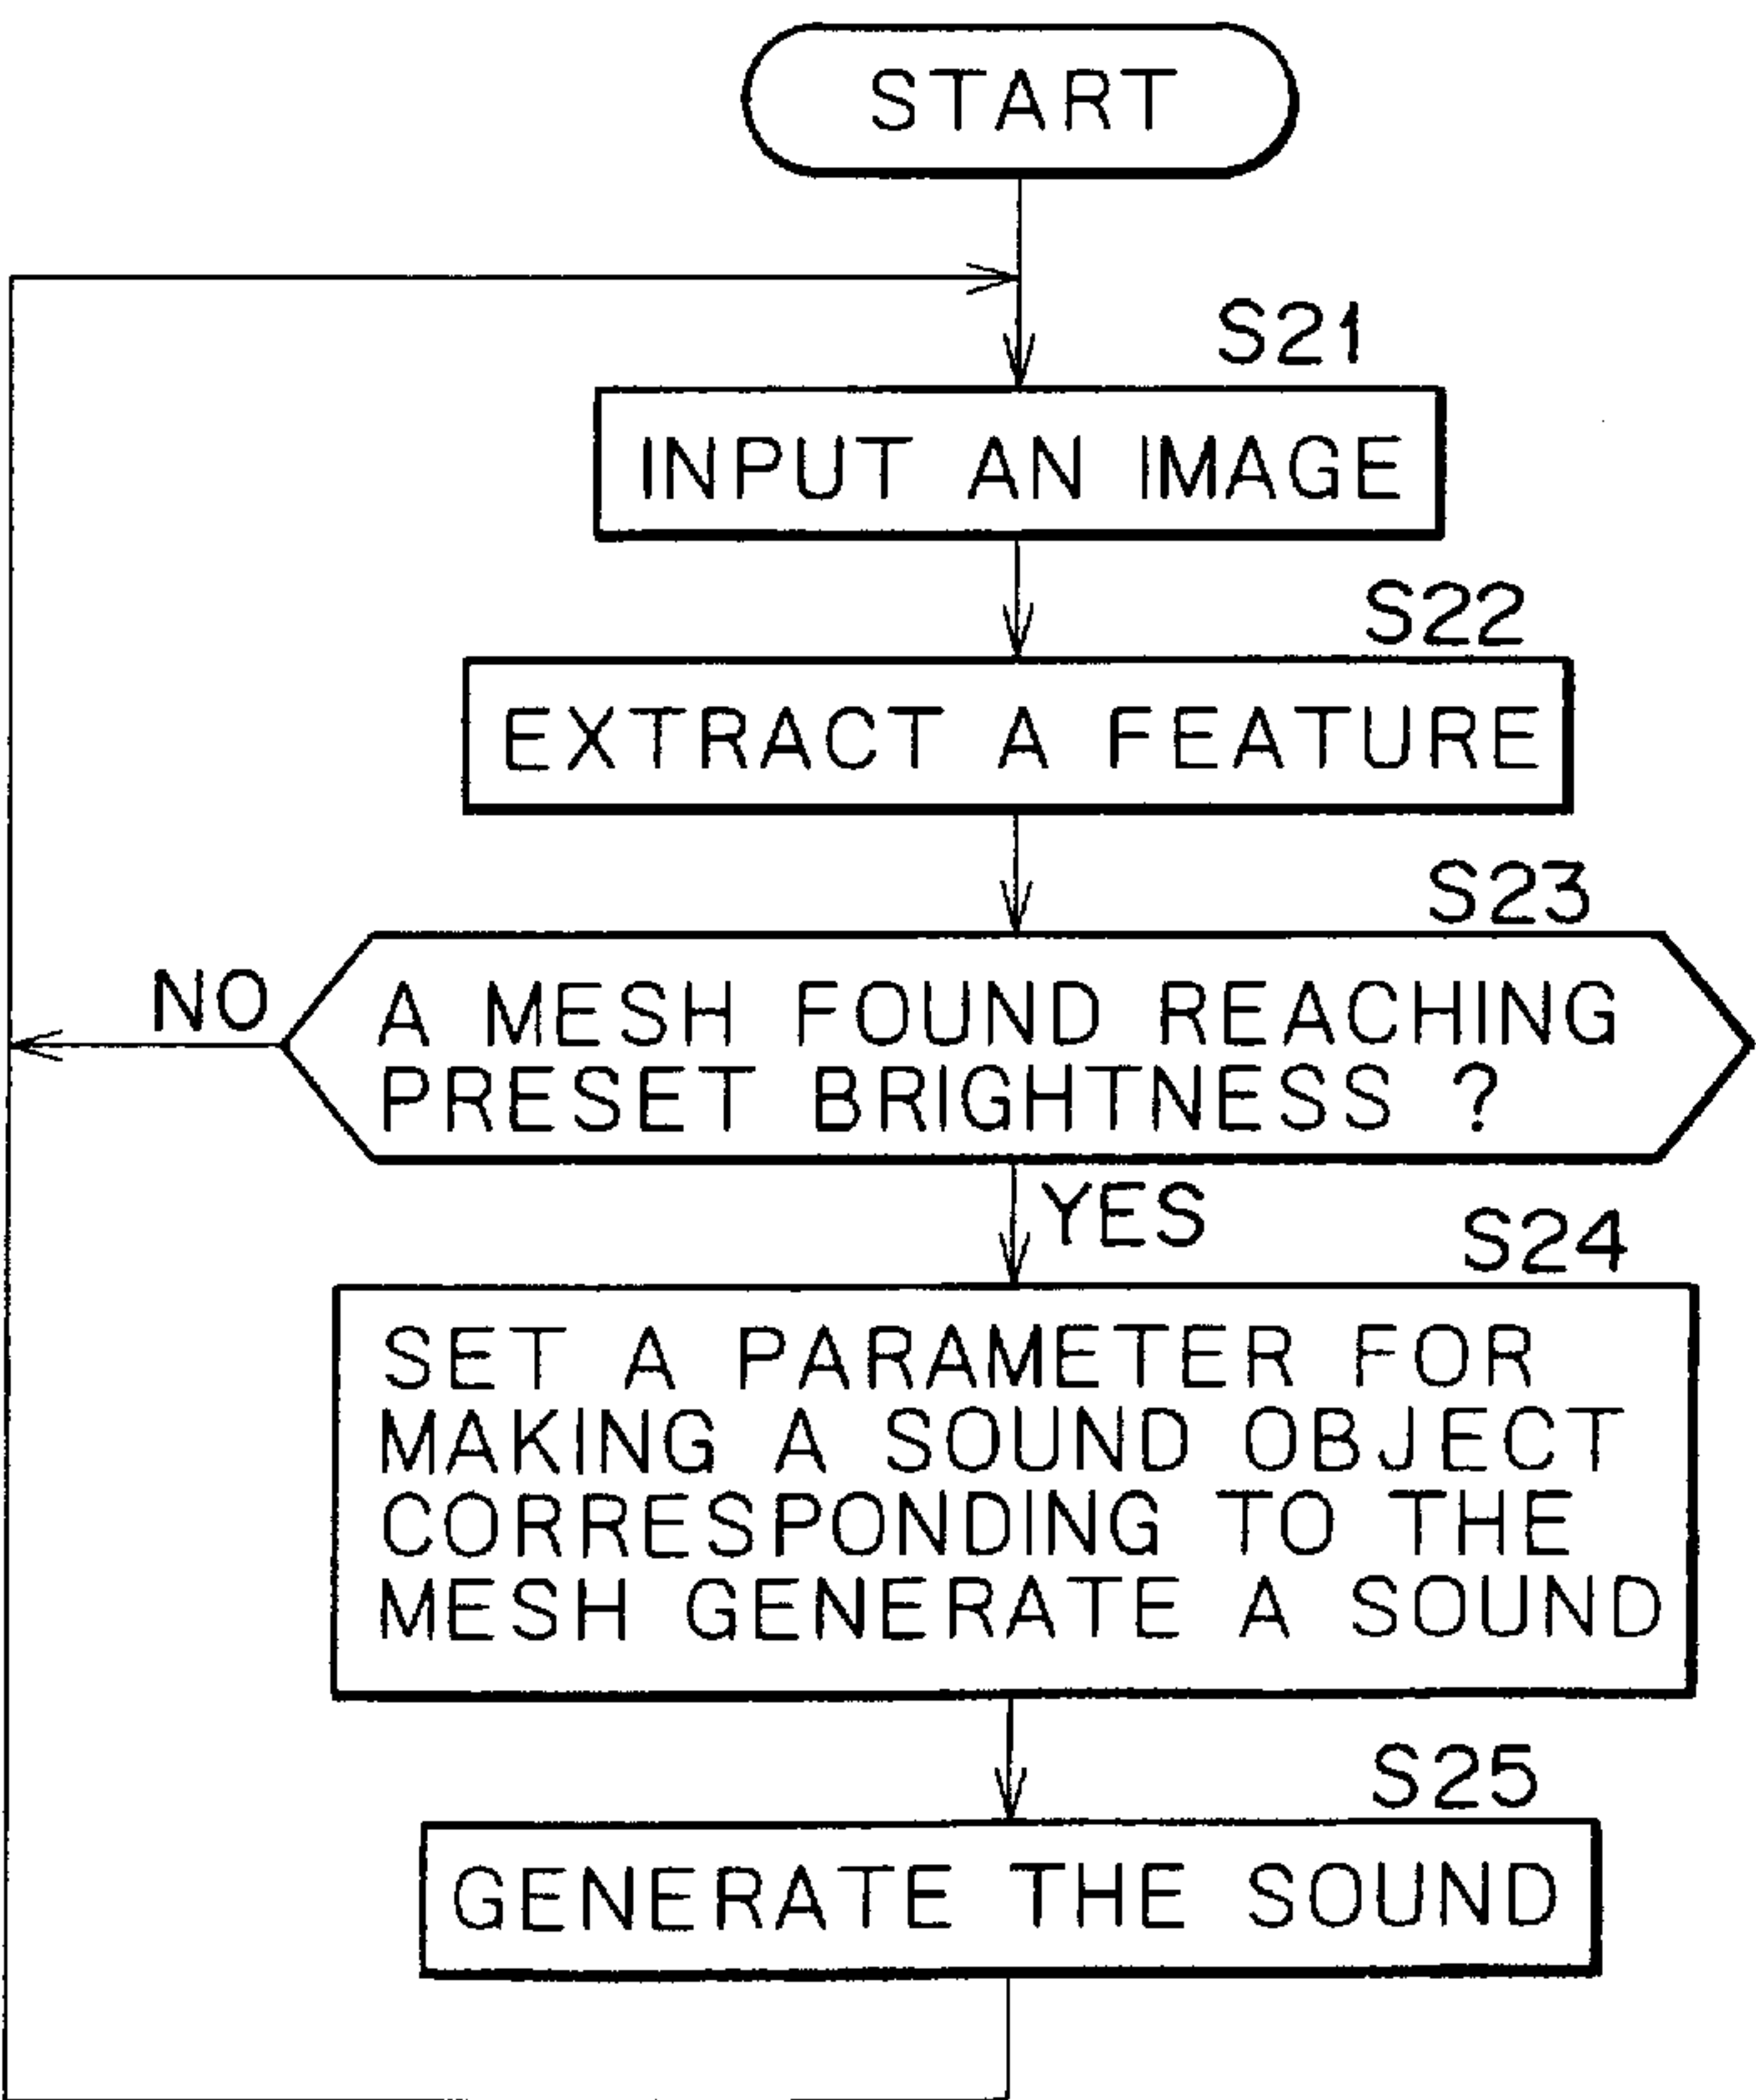 START
S21
INPUT AN IMAGE
S22
EXTRACT A FEATURE
S23
NO
A MESH FOUND REACHING
PRESET BRIGHTNESS ?
YES
S24
SET A PARAMETER FOR
MAKING A SOUND OBJECT
CORRESPONDING TO THE
MESH GENERATE A SOUND
S25
GENERATE THE SOUND